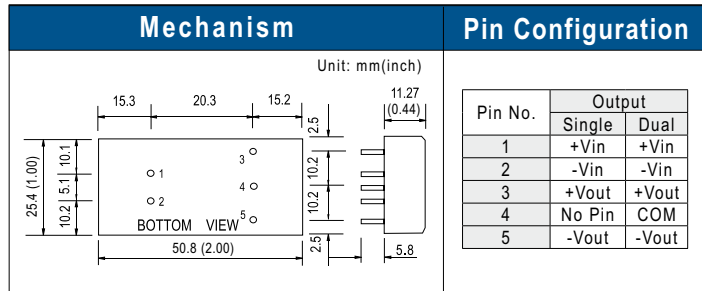 Mechanism
Pin Configuration
Unit: mm(inch)
15.3
20.3
15.2
11.27
(0.44)
2.5
10.2
10.2
2.5
25.4 (1.00)
10.1
5.1
10.2
1
2
3
4
5
BOTTOM VIEW
50.8 (2.00)
5.8
Pin No. Output
Single Dual
1 +Vin +Vin
2 -Vin -Vin
3 +Vout +Vout
4 No Pin COM
5 -Vout -Vout